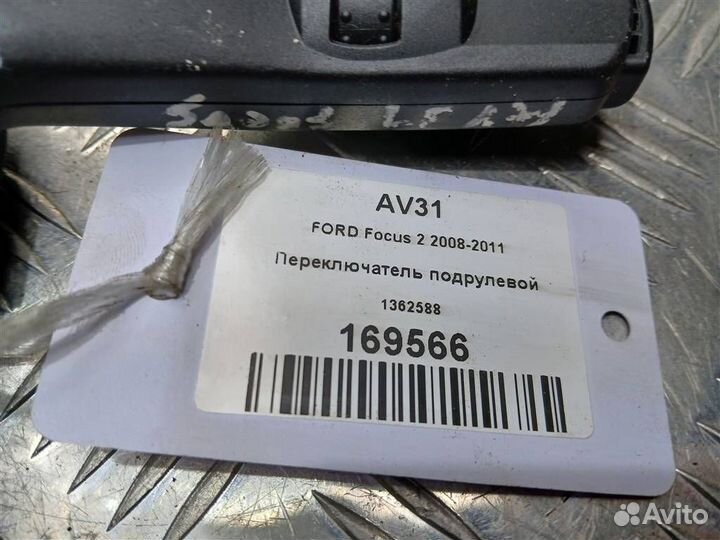 AV31
FORD Focus 2 2008-2011
Переключатель подрулевой
1362588
169566
Avito